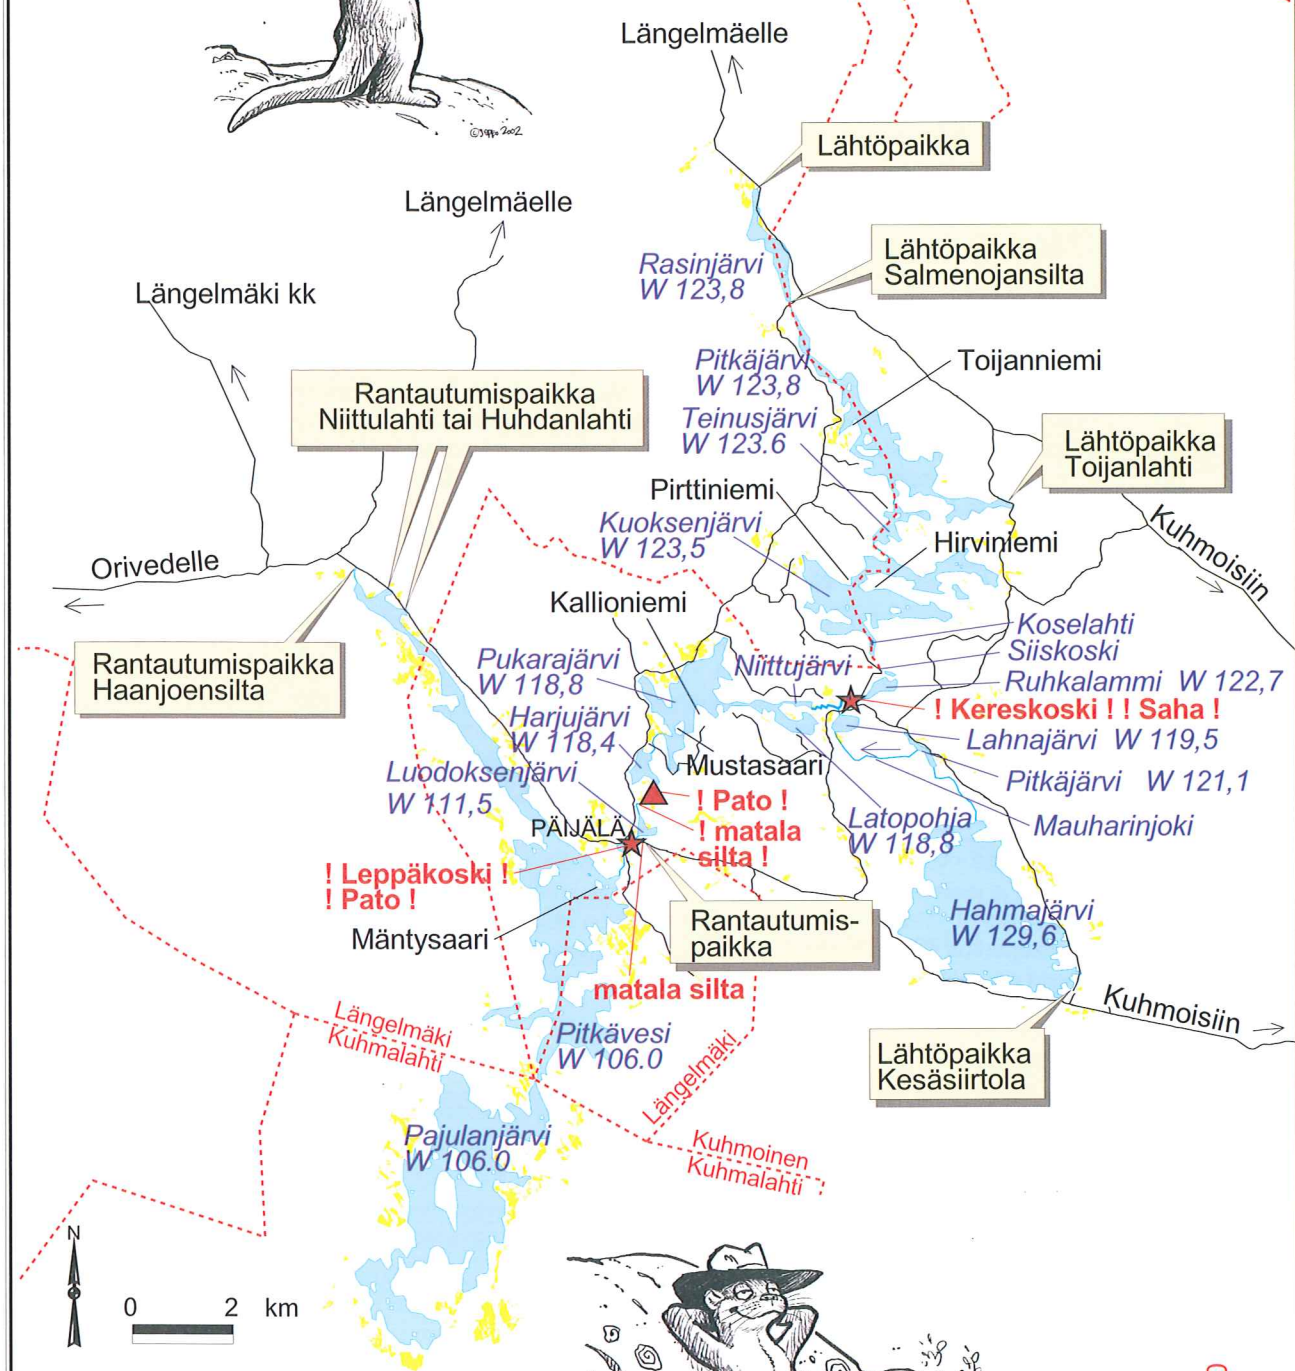 Längelmäelle
©Seppo 2002
Lähtöpaikka
Längelmäelle
Lähtöpaikka
Salmenojansilta
Rasinjärvi
W 123,8
Längelmäki kk
Pitkäjärvi
W 123,8
Toijanniemi
Rantautumispaikka
Niittulahti tai Huhdanlahti
Teinusjärvi
W 123.6
Lähtöpaikka
Toijanlahti
Pirttiniemi
Kuoksenjärvi
W 123,5
Kuhmoisiin
Hirviniemi
Orivedelle
Kallioniemi
Koselahti
Siiskoski
Rantautumispaikka
Haanjoensilta
Pukarajärvi
W 118,8
Niittujärvi
Ruhkalammi W 122,7
! Kereskoski ! ! Saha !
Harjujärvi
W 118,4
Lahnajärvi W 119,5
Mustasaari
Luodoksenjärvi
W 111,5
Pitkäjärvi W 121,1
! Pato !
! matala
silta !
Latopohja
W 118,8
Mauharinjoki
PÄIJÄLÄ
! Leppäkoski !
! Pato !
Rantautumis-
paikka
Hahmajärvi
W 129,6
Mäntysaari
matala silta
Kuhmoisiin
Längelmäki
Kuhmalahti
Pitkävesi
W 106.0
Längelmäki
Lähtöpaikka
Kesäsiirtola
Pajulanjärvi
W 106.0
Kuhmoinen
Kuhmalahti
N
0 2 km